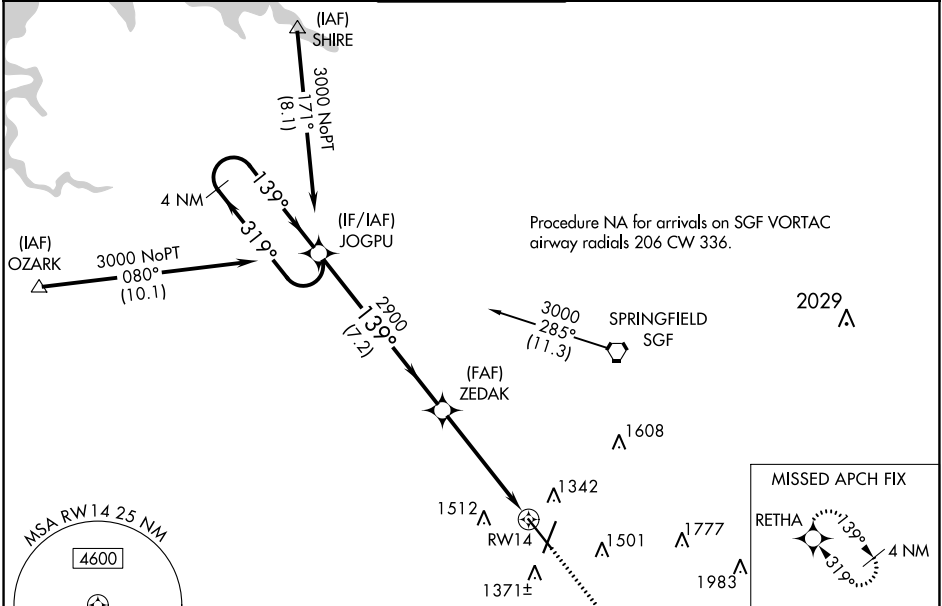 (IAF)
SHIRE
3000 NoPT
171°
(8.1)
4 NM
139°
319°
(IF/IAF)
JOGPU
(IAF)
OZARK
3000 NoPT
080°
(10.1)
Procedure NA for arrivals on SGF VORTAC
airway radials 206 CW 336.
2900
139°
(7.2)
3000
285°
(11.3)
SPRINGFIELD
SGF
2029
(FAF)
ZEDAK
1608
1342
1512
RW14
1501
1777
1371±
1983
MSA RW14 25 NM
4600
MISSED APCH FIX
RETHA
139°
319°
4 NM